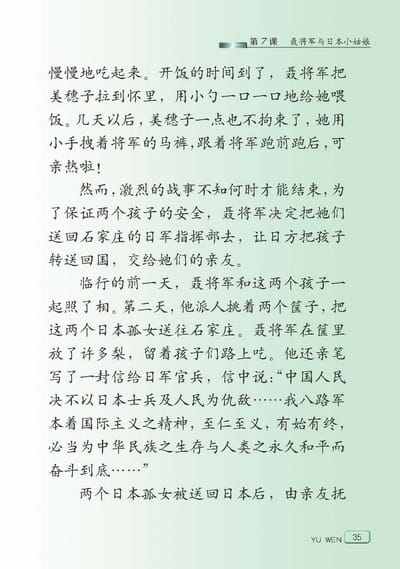 第7课 聂将军与日本小姑娘
慢慢地吃起来。开饭的时间到了，聂将军把
美穗子拉到怀里，用小勺一口一口地给她喂
饭。几天以后，美穗子一点也不拘束了，她用
小手拽着将军的马裤，跟着将军跑前跑后，可
亲热啦！
然而，激烈的战事不知何时才能结束，为
了保证两个孩子的安全，聂将军决定把她们
送回石家庄的日军指挥部去，让日方把孩子
转送回国，交给她们的亲友。
临行的前一天，聂将军和这两个孩子一
起照了相。第二天，他派人挑着两个筐子，把
这两个日本孤女送往石家庄。聂将军在筐里
放了许多梨，留着孩子们路上吃。他还亲笔
写了一封信给日军官兵，信中说：“中国人民
决不以日本士兵及人民为仇敌……我八路军
本着国际主义之精神，至仁至义，有始有终，
必当为中华民族之生存与人类之永久和平而
奋斗到底……”
两个日本孤女被送回日本后，由亲友抚
YU WEN 35